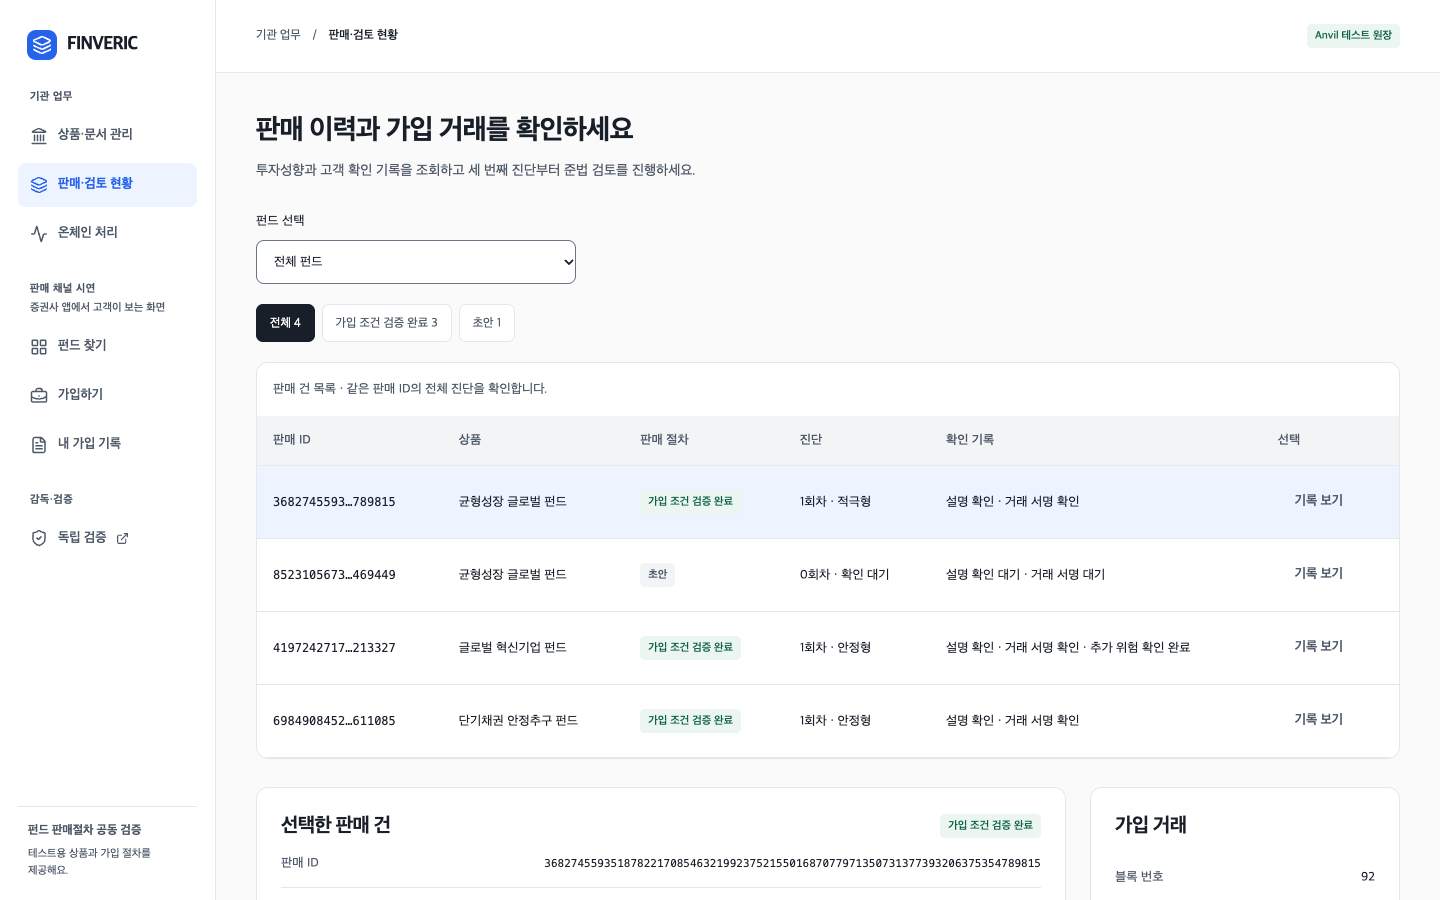 FINVERIC
기관 업무
상품·문서 관리
판매·검토 현황
온체인 처리
판매 채널 시연
증권사 앱에서 고객이 보는 화면
펀드 찾기
가입하기
내 가입 기록
감독·검증
독립 검증
펀드 판매절차 공동 검증
테스트용 상품과 가입 절차를
제공해요.
기관 업무 / 판매·검토 현황
Anvil 테스트 원장
판매 이력과 가입 거래를 확인하세요
투자성향과 고객 확인 기록을 조회하고 세 번째 진단부터 준법 검토를 진행하세요.
펀드 선택
전체 펀드
전체 4 가입 조건 검증 완료 3 초안 1
판매 건 목록 · 같은 판매 ID의 전체 진단을 확인합니다.
판매 ID 상품 판매 절차 진단 확인 기록 선택
3682745593…789815 균형성장 글로벌 펀드 가입 조건 검증 완료 1회차 · 적극형 설명 확인 · 거래 서명 확인 기록 보기
8523105673…469449 균형성장 글로벌 펀드 초안 0회차 · 확인 대기 설명 확인 대기 · 거래 서명 대기 기록 보기
4197242717…213327 글로벌 혁신기업 펀드 가입 조건 검증 완료 1회차 · 안정형 설명 확인 · 거래 서명 확인 · 추가 위험 확인 완료 기록 보기
6984908452…611085 단기채권 안정추구 펀드 가입 조건 검증 완료 1회차 · 안정형 설명 확인 · 거래 서명 확인 기록 보기
선택한 판매 건 가입 조건 검증 완료
판매 ID 36827455935187822170854632199237521550168707797135073137739320637535478​9815
가입 거래
블록 번호 92